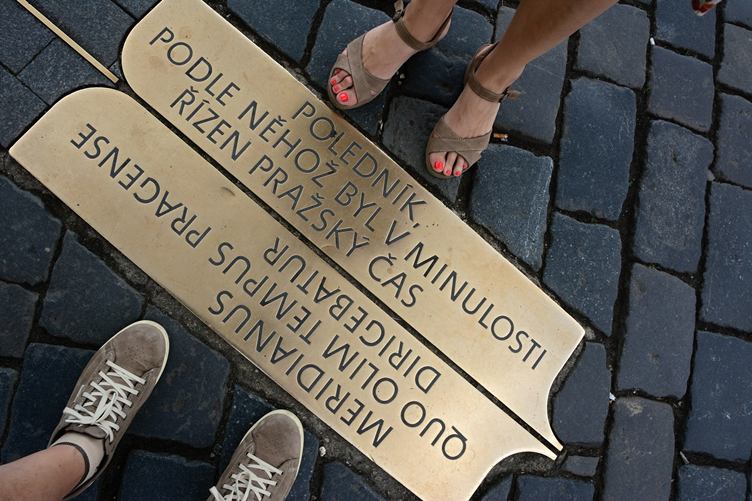 POLEDNÍK,
PODLE NĚHOŽ BYL V MINULOSTI
ŘÍZEN PRAŽSKÝ ČAS
MERIDIANUS
QUO OLIM TEMPUS PRAGENSE
DIRIGEBATUR